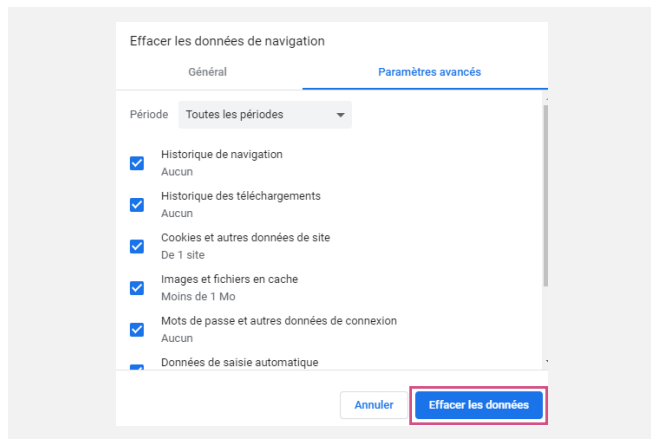 Effacer les données de navigation
Général Paramètres avancés
Période Toutes les périodes
Historique de navigation
Aucun
Historique des téléchargements
Aucun
Cookies et autres données de site
De 1 site
Images et fichiers en cache
Moins de 1 Mo
Mots de passe et autres données de connexion
Aucun
Données de saisie automatique
Annuler Effacer les données